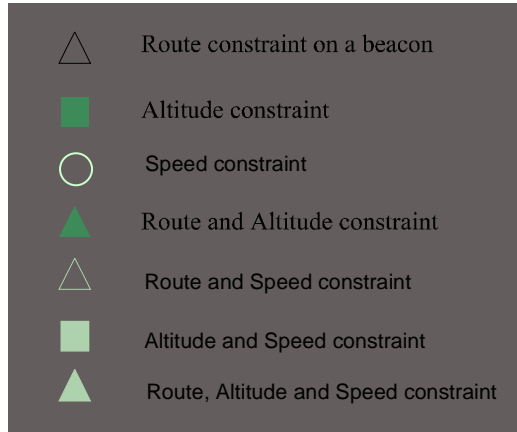 Route constraint on a beacon
Altitude constraint
Speed constraint
Route and Altitude constraint
Route and Speed constraint
Altitude and Speed constraint
Route, Altitude and Speed constraint